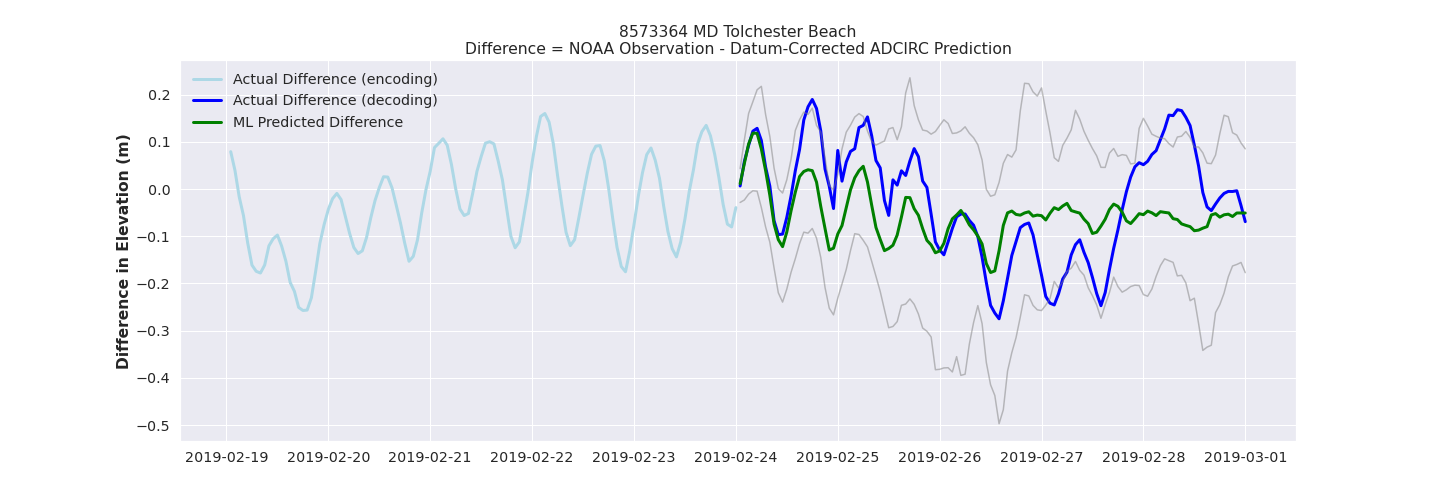 8573364 MD Tolchester Beach
Difference = NOAA Observation - Datum-Corrected ADCIRC Prediction
Actual Difference (encoding)
Actual Difference (decoding)
ML Predicted Difference
Difference in Elevation (m)
0.2
0.1
0.0
−0.1
−0.2
−0.3
−0.4
−0.5
2019-02-19 2019-02-20 2019-02-21 2019-02-22 2019-02-23 2019-02-24 2019-02-25 2019-02-26 2019-02-27 2019-02-28 2019-03-01